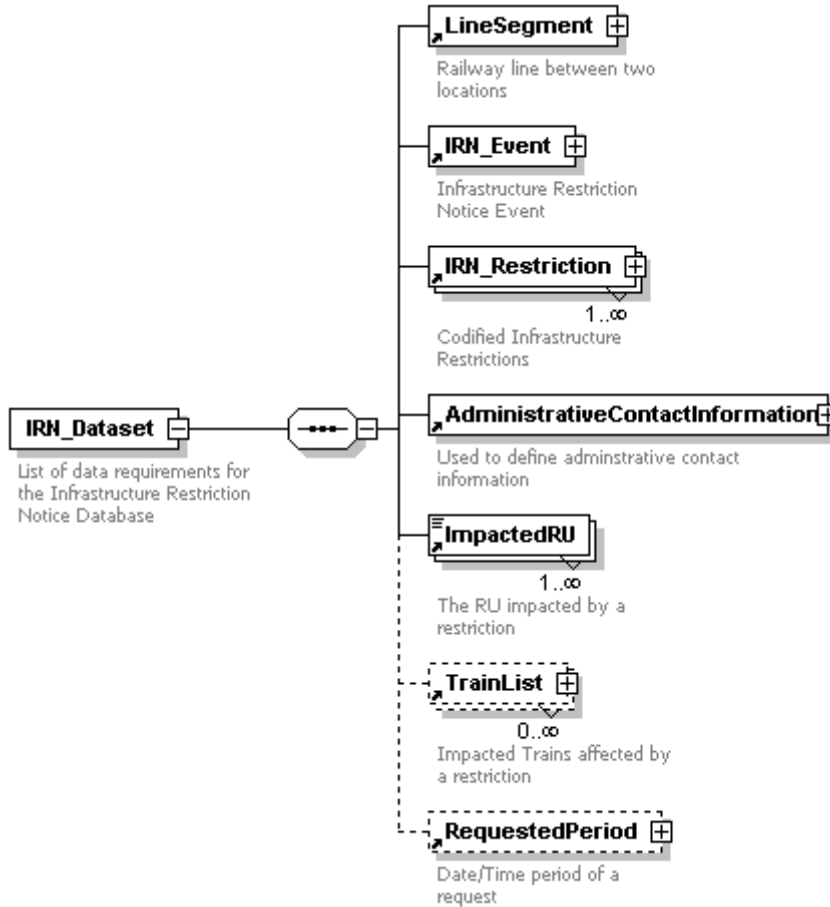 LineSegment
Railway line between two
locations
IRN_Event
Infrastructure Restriction
Notice Event
IRN_Restriction
1..∞
Codified Infrastructure
Restrictions
IRN_Dataset
List of data requirements for
the Infrastructure Restriction
Notice Database
AdministrativeContactInformation
Used to define adminstrative contact
information
ImpactedRU
1..∞
The RU impacted by a
restriction
TrainList
0..∞
Impacted Trains affected by
a restriction
RequestedPeriod
Date/Time period of a
request